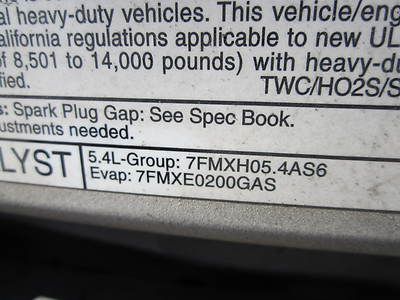 al heavy-duty vehicles. This vehicle/eng
alifornia regulations applicable to new UL
of 8,501 to 14,000 pounds) with heavy-du
ified. TWC/HO2S/S
s: Spark Plug Gap: See Spec Book.
ustments needed.
LYST 5.4L-Group: 7FMXH05.4AS6
Evap: 7FMXE0200GAS